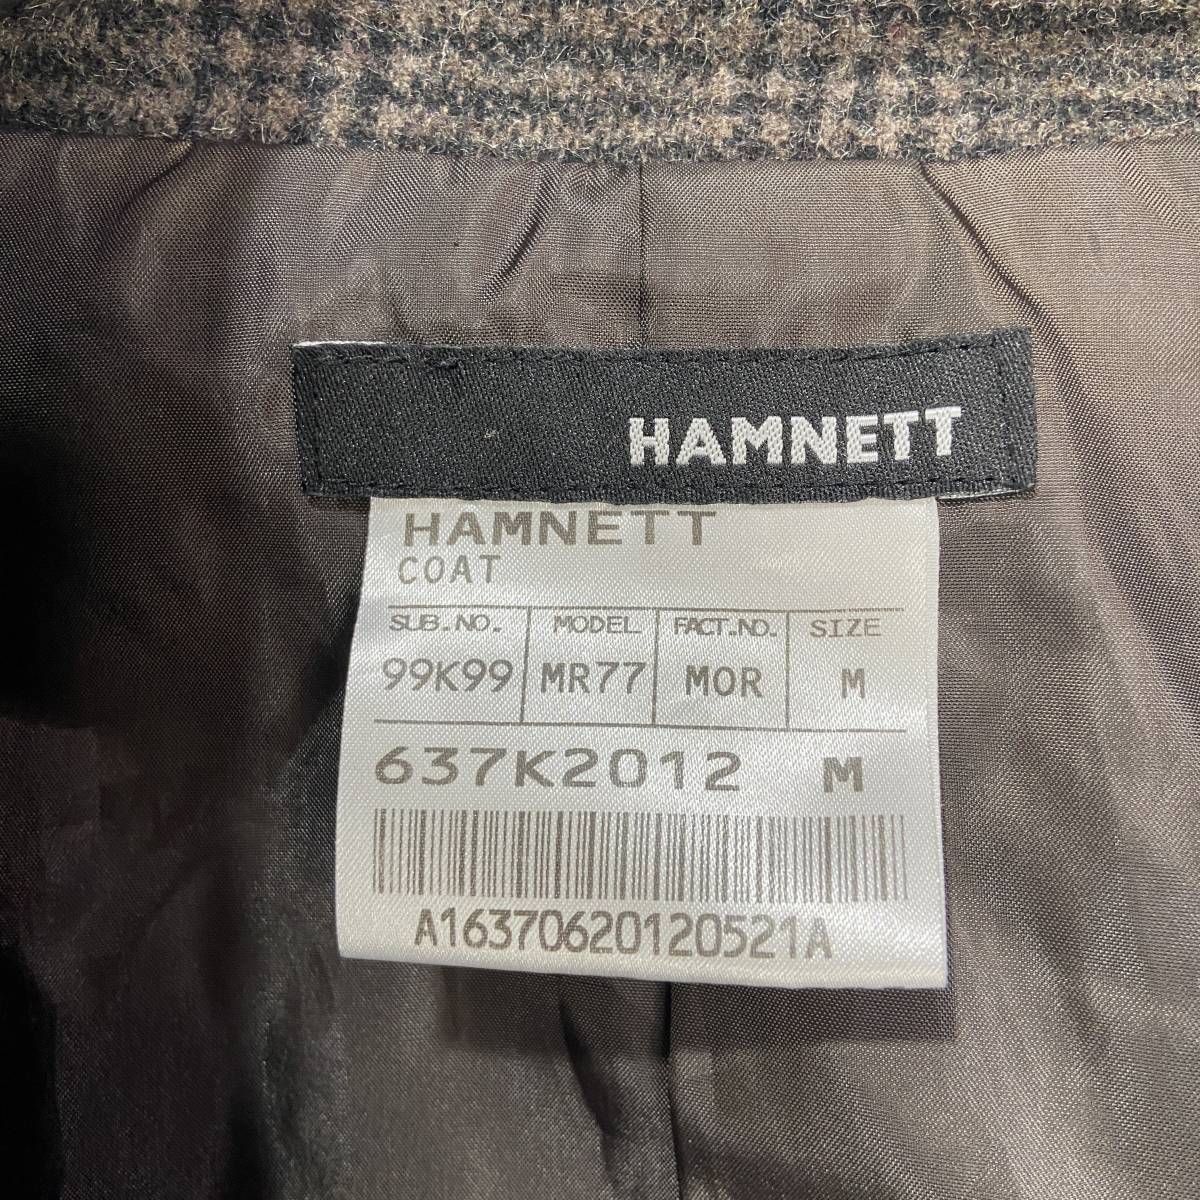 HAMNETT
HAMNETT
COAT
SUB.NO. MODEL FACT.NO. SIZE
99K99 MR77 MOR M
637K2012 M
A16370620120521A